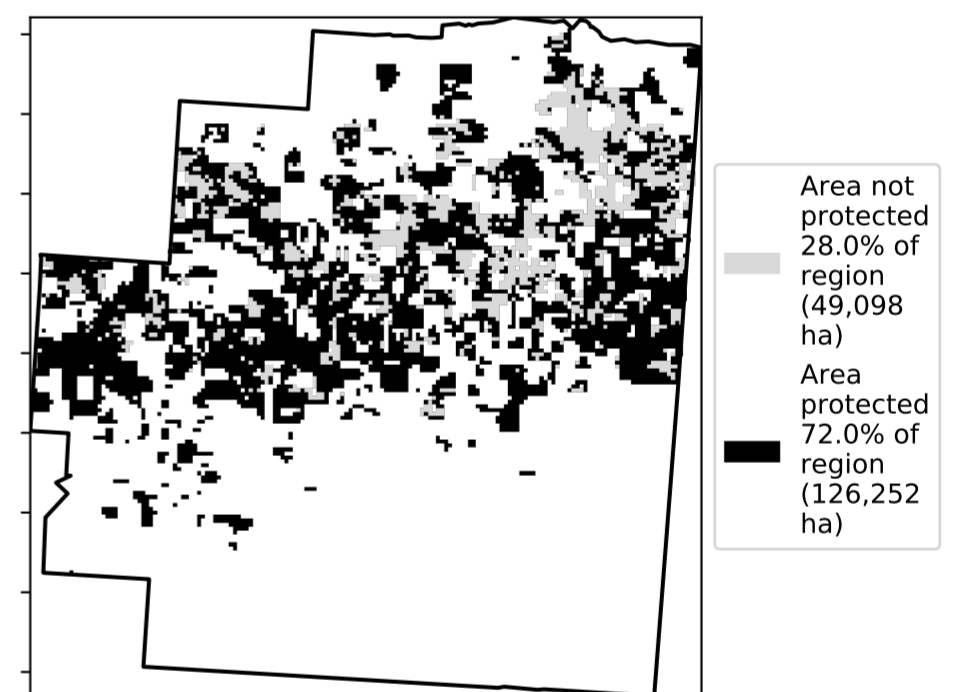 Area not
protected
28.0% of
region
(49,098
ha)
Area
protected
72.0% of
region
(126,252
ha)